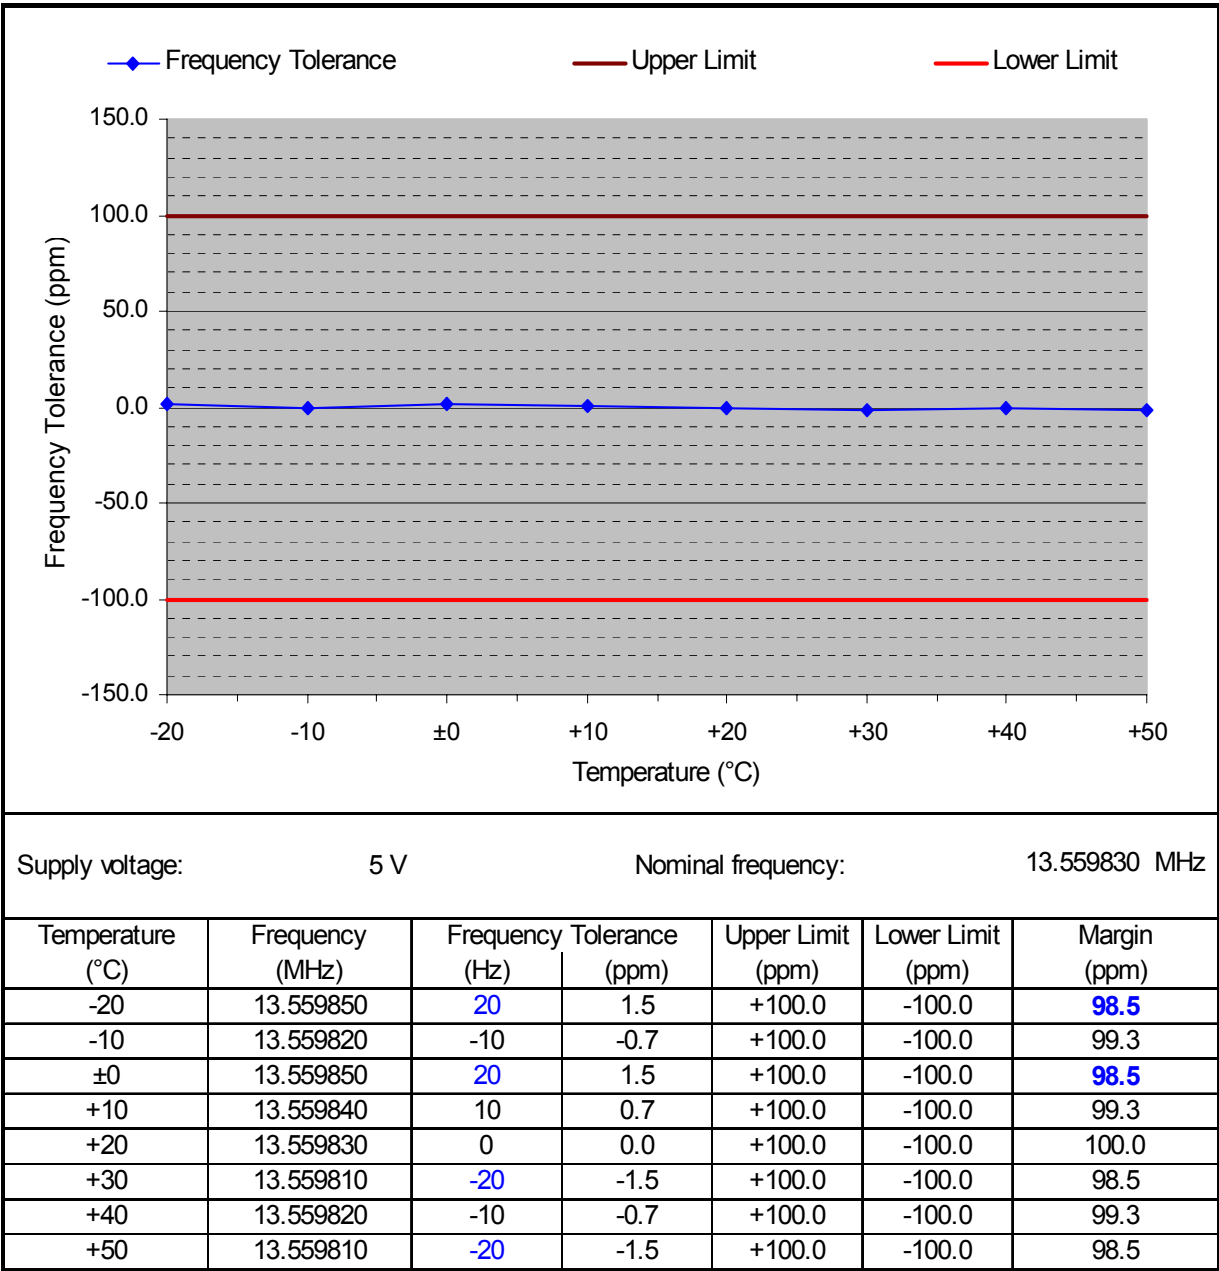 Frequency Tolerance Upper Limit Lower Limit
150.0
100.0
50.0
0.0
-50.0
-100.0
-150.0
Frequency Tolerance (ppm)
-20 -10 ±0 +10 +20 +30 +40 +50
Temperature (°C)
Supply voltage: 5 V Nominal frequency: 13.559830 MHz
Temperature Frequency Frequency Tolerance Upper Limit Lower Limit Margin
(°C) (MHz) (Hz) (ppm) (ppm) (ppm) (ppm)
-20 13.559850 20 1.5 +100.0 -100.0 98.5
-10 13.559820 -10 -0.7 +100.0 -100.0 99.3
±0 13.559850 20 1.5 +100.0 -100.0 98.5
+10 13.559840 10 0.7 +100.0 -100.0 99.3
+20 13.559830 0 0.0 +100.0 -100.0 100.0
+30 13.559810 -20 -1.5 +100.0 -100.0 98.5
+40 13.559820 -10 -0.7 +100.0 -100.0 99.3
+50 13.559810 -20 -1.5 +100.0 -100.0 98.5